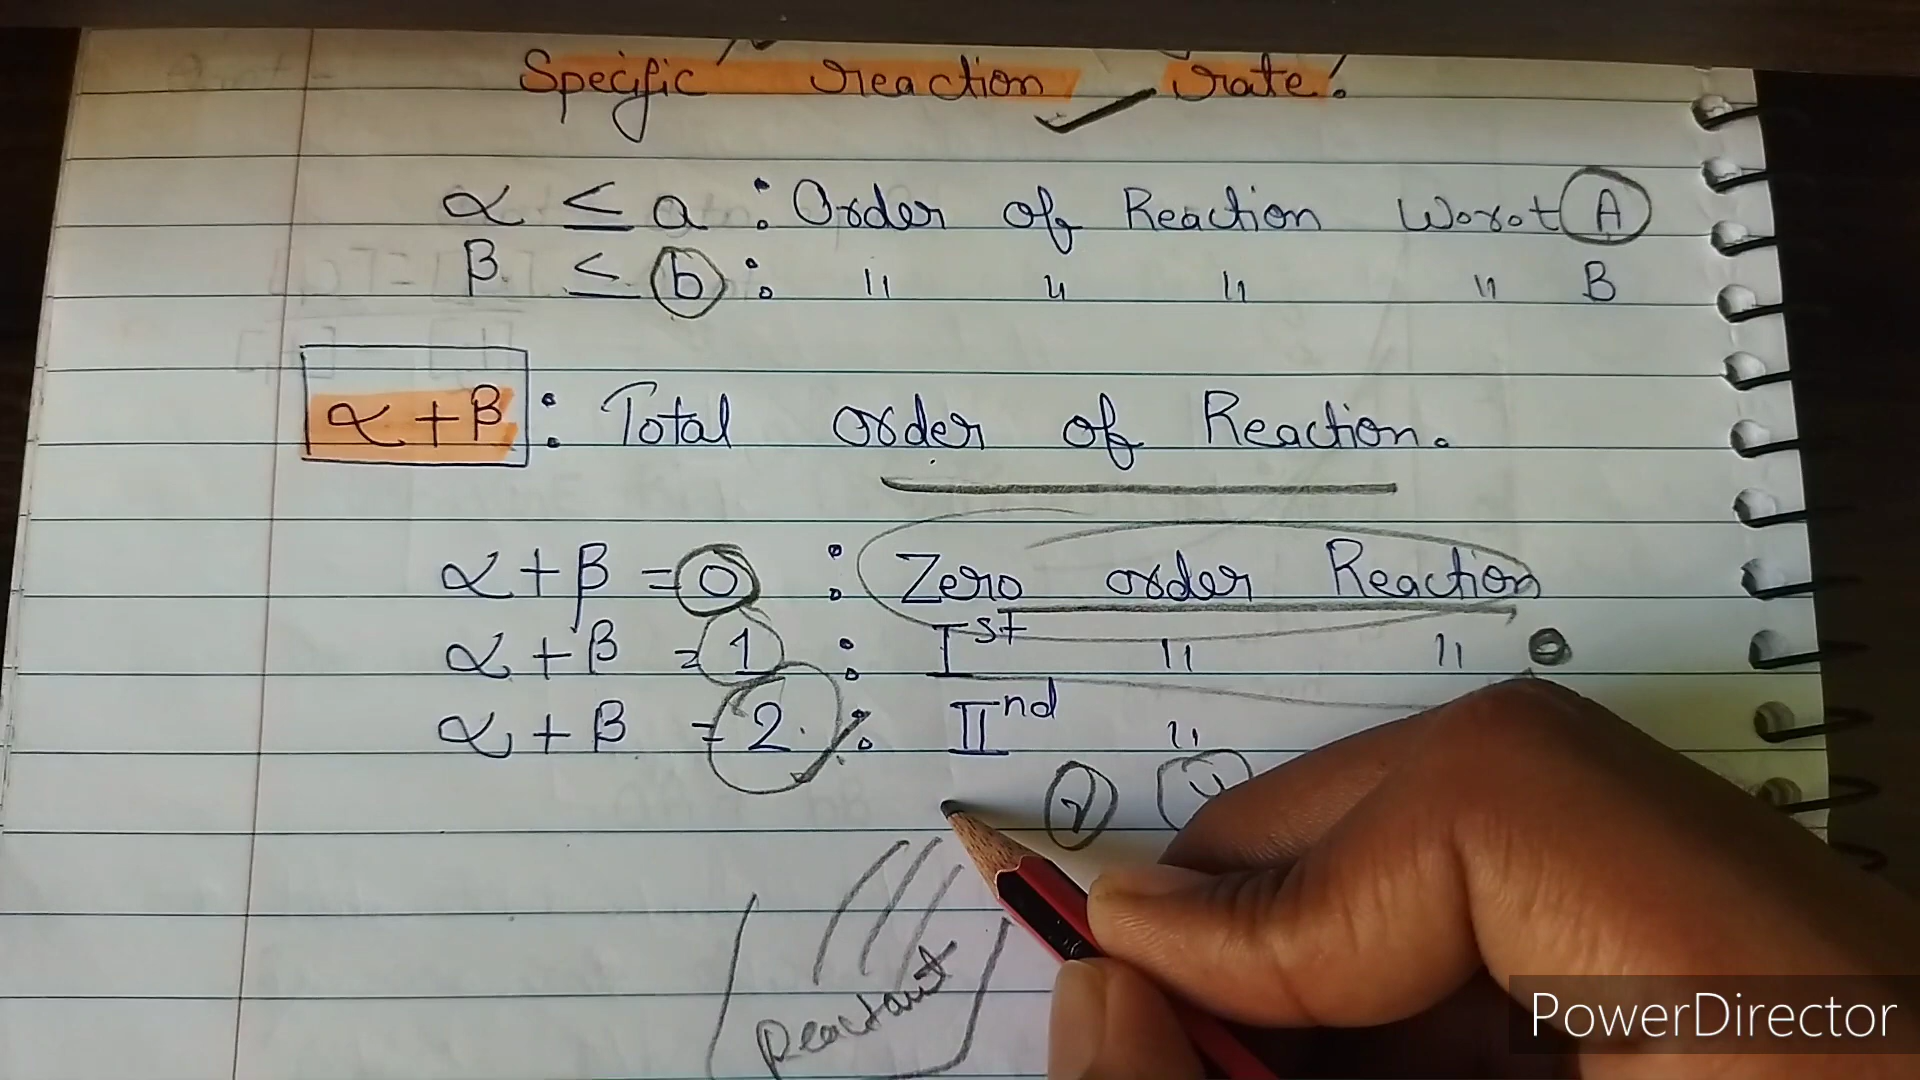 Specific reaction rate!
α ≤ a : Order of Reaction W.r.t A
β ≤ b : 〃 〃 〃 〃 B
α + β : Total order of Reaction.
α + β = 0 : Zero order Reaction
α + β = 1 : Iˢᵗ 〃 〃
α + β = 2. : IIⁿᵈ 〃
Reactant
PowerDirector